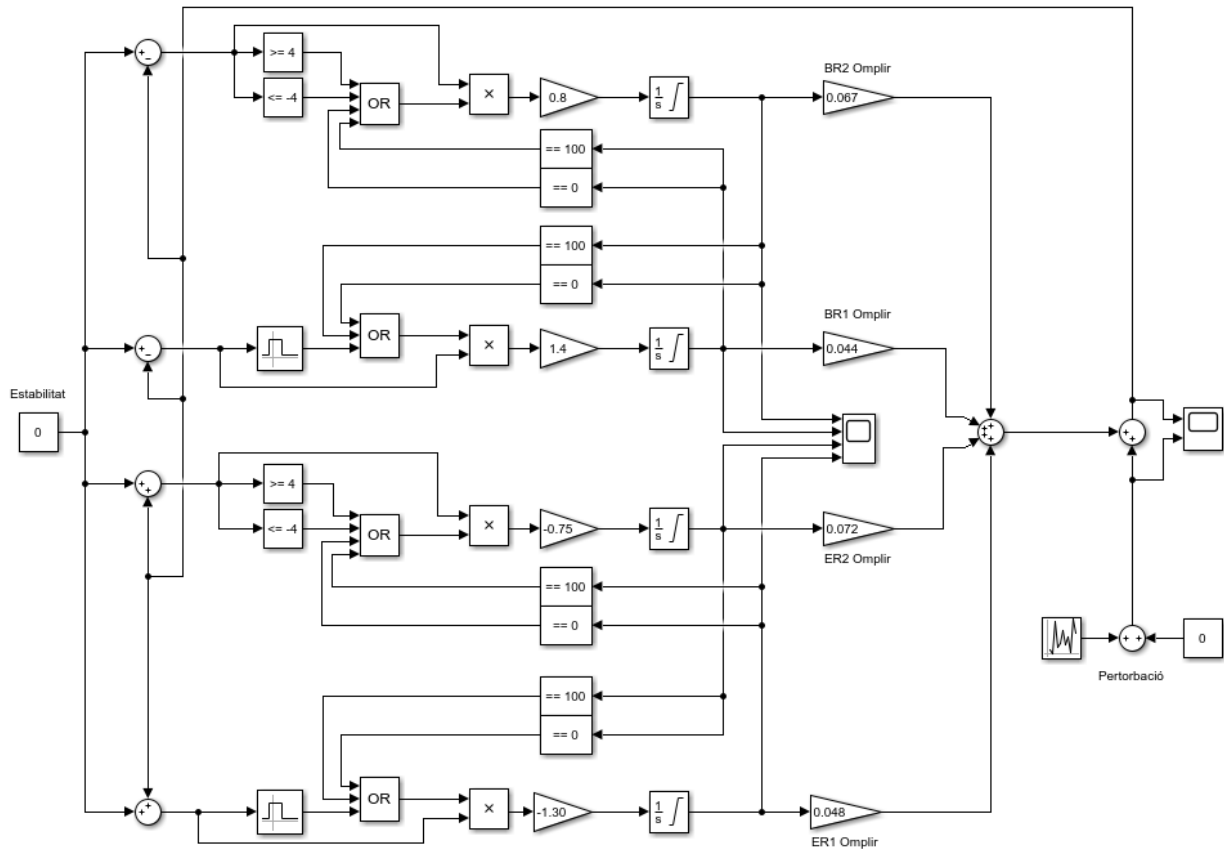 BR2 Omplir
>= 4
<= -4
OR
×
0.8
1
s
0.067
== 100
== 0
== 100
== 0
BR1 Omplir
OR
×
1.4
1
s
0.044
Estabilitat
0
>= 4
<= -4
OR
×
-0.75
1
s
0.072
ER2 Omplir
== 100
== 0
0
Pertorbació
== 100
== 0
OR
×
-1.30
1
s
0.048
ER1 Omplir